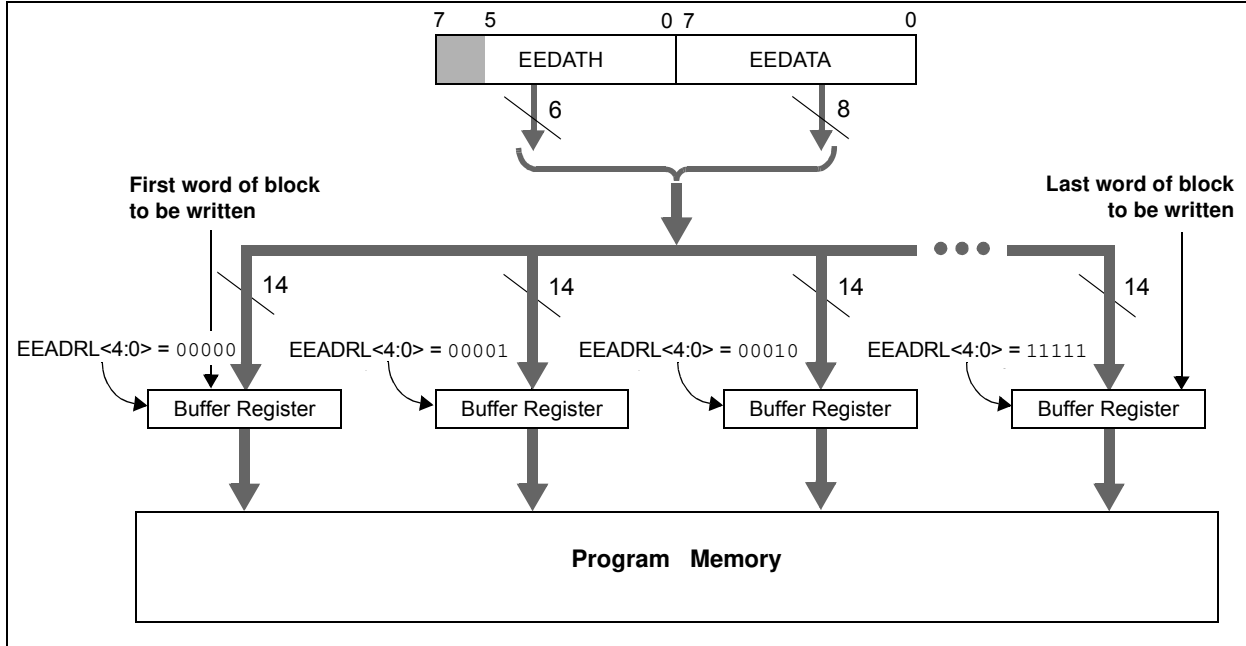 7 5 0 7 0
EEDATH EEDATA
6 8
First word of block
to be written
Last word of block
to be written
14 14 14 14
EEADRL<4:0> = 00000 EEADRL<4:0> = 00001 EEADRL<4:0> = 00010 EEADRL<4:0> = 11111
Buffer Register Buffer Register Buffer Register Buffer Register
Program Memory